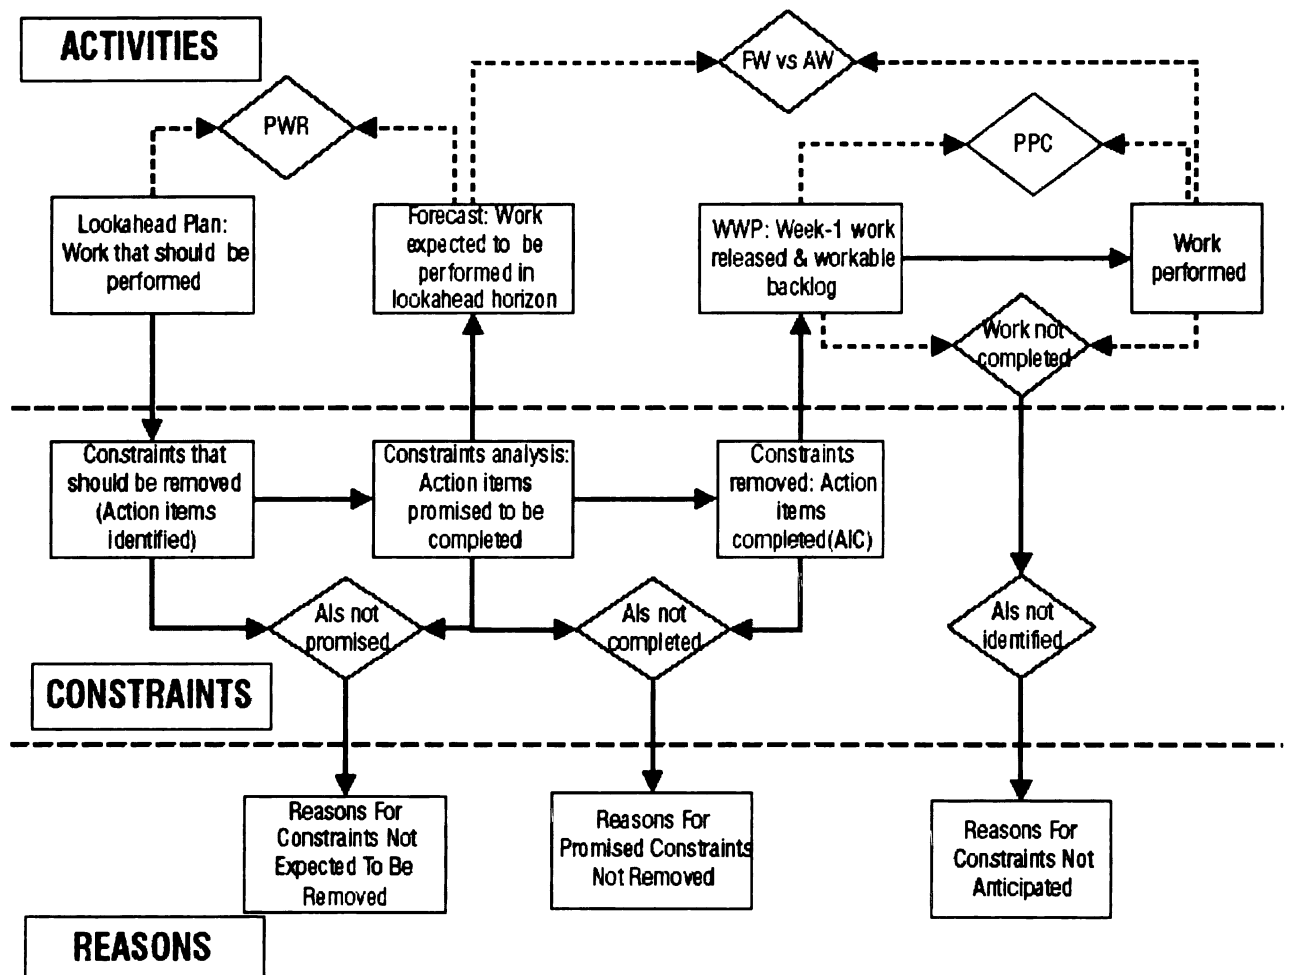 ACTIVITIES
FW vs AW
PWR
PPC
Lookahead Plan:
Work that should be
performed
Forecast: Work
expected to be
performed in
lookahead horizon
WWP: Week-1 work
released & workable
backlog
Work
performed
Work not
completed
Constraints that
should be removed
(Action items
identified)
Constraints analysis:
Action items
promised to be
completed
Constraints
removed: Action
items
completed(AIC)
AIs not
promised
AIs not
completed
AIs not
identified
CONSTRAINTS
Reasons For
Constraints Not
Expected To Be
Removed
Reasons For
Promised Constraints
Not Removed
Reasons For
Constraints Not
Anticipated
REASONS